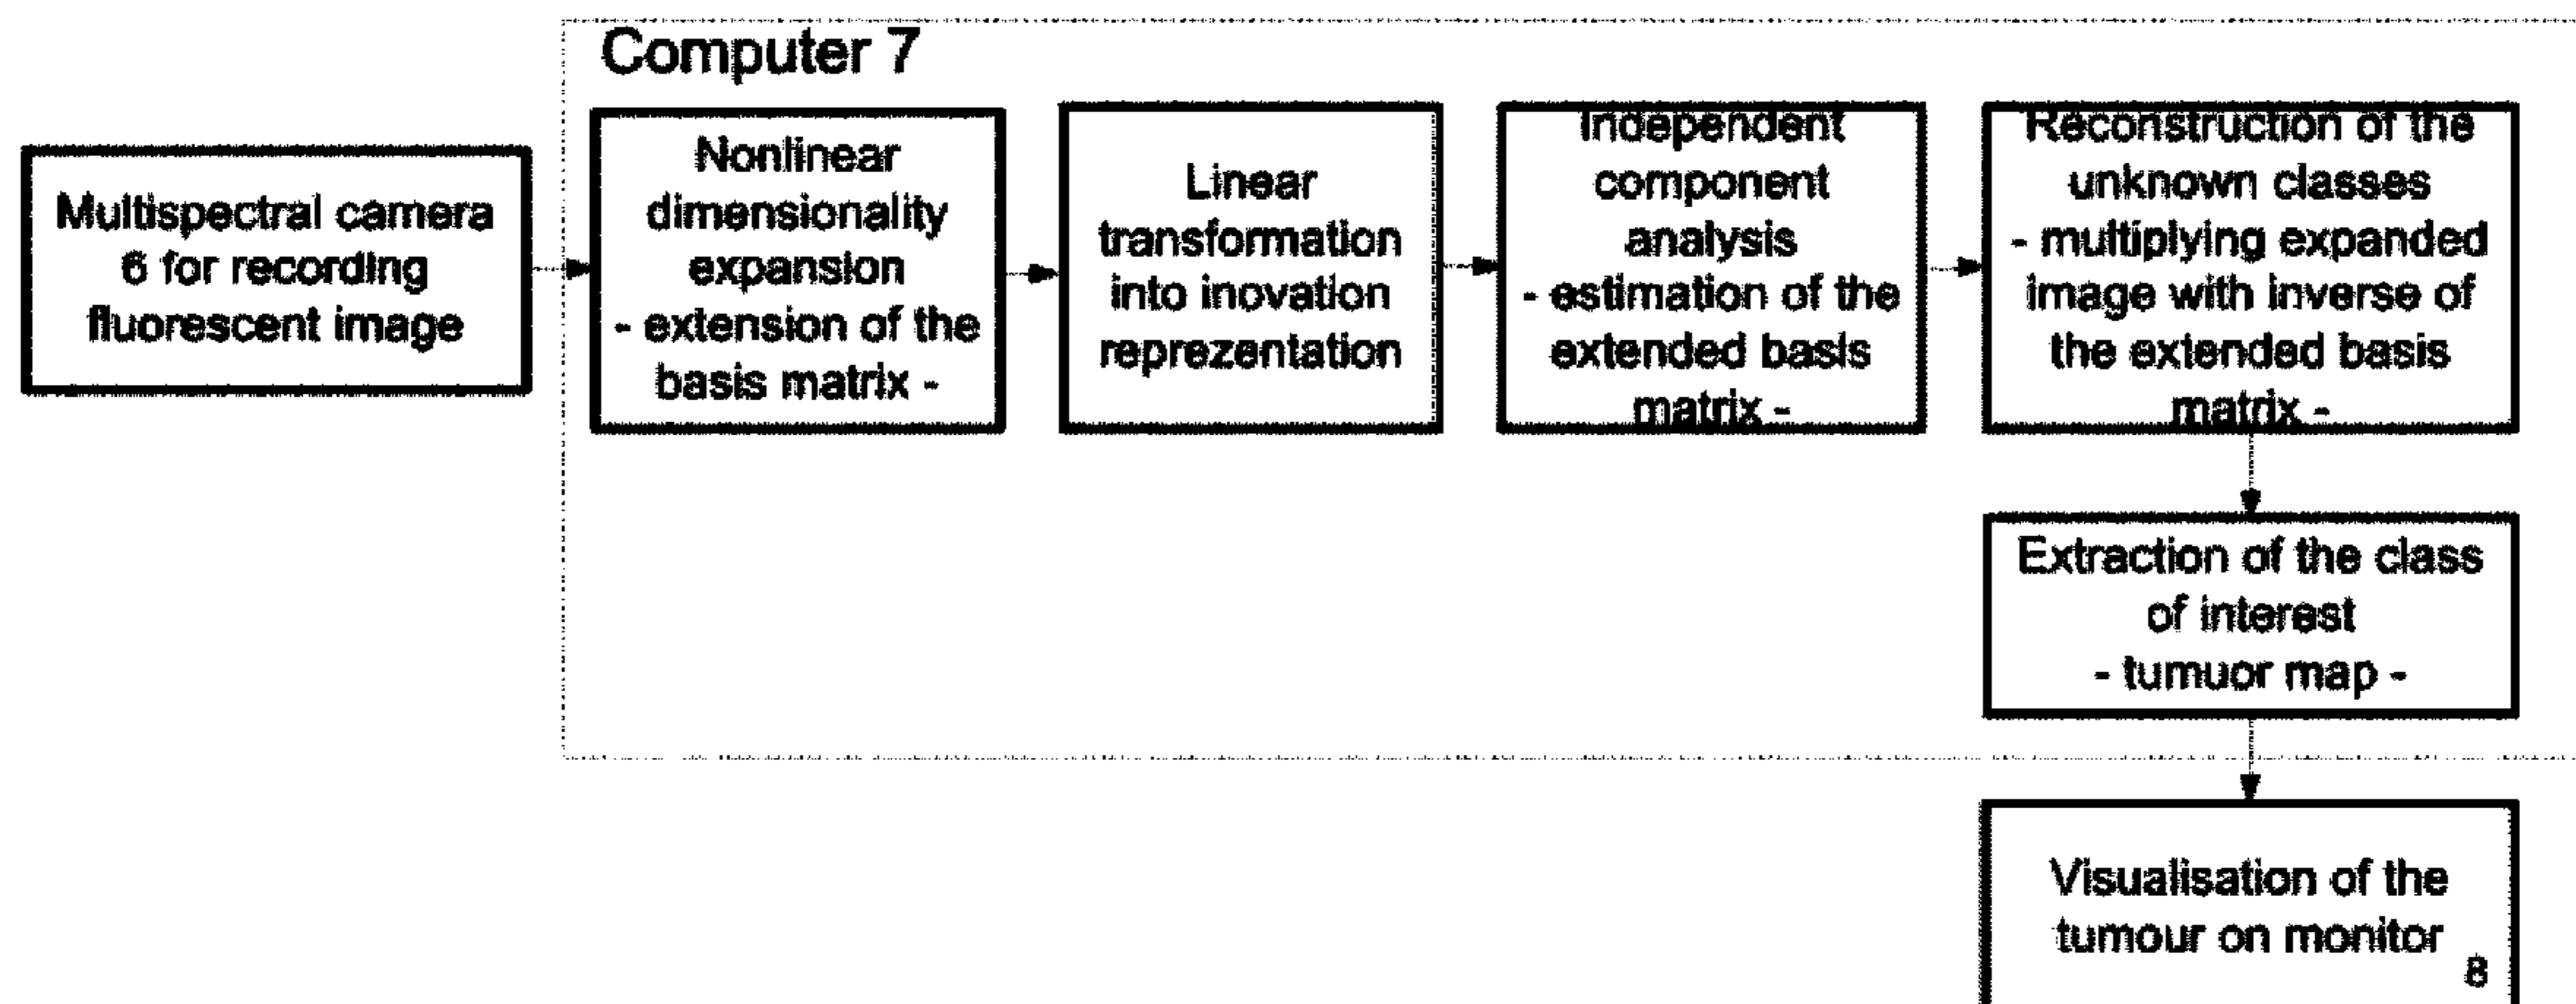 Computer 7
Multispectral camera
6 for recording
fluorescent image
Nonlinear
dimensionality
expansion
- extension of the
basis matrix -
Linear
transformation
into inovation
reprezentation
Independent
component
analysis
- estimation of the
extended basis
matrix -
Reconstruction of the
unknown classes
- multiplying expanded
image with inverse of
the extended basis
matrix -
Extraction of the class
of interest
- tumuor map -
Visualisation of the
tumour on monitor
8